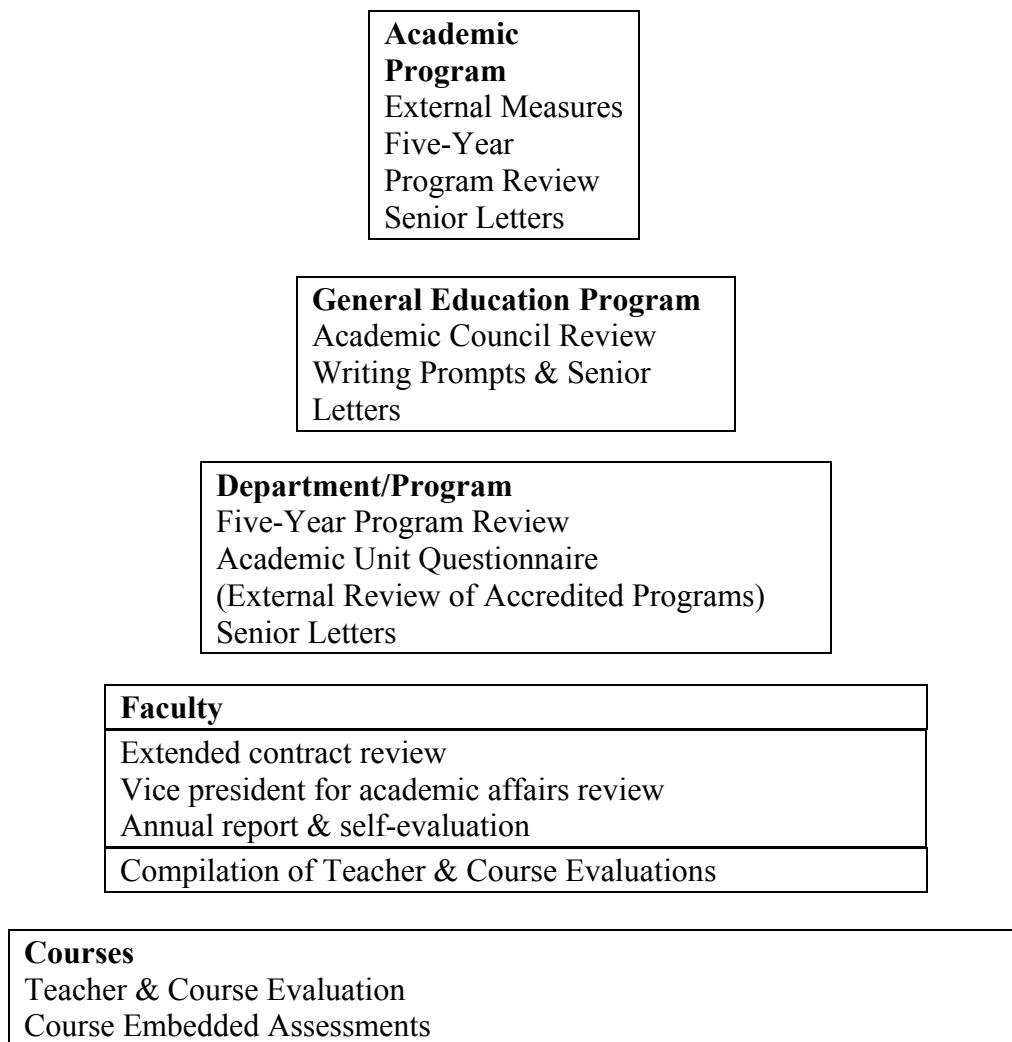 Academic
Program
External Measures
Five-Year
Program Review
Senior Letters
General Education Program
Academic Council Review
Writing Prompts & Senior
Letters
Department/Program
Five-Year Program Review
Academic Unit Questionnaire
(External Review of Accredited Programs)
Senior Letters
Faculty
Extended contract review
Vice president for academic affairs review
Annual report & self-evaluation
Compilation of Teacher & Course Evaluations
Courses
Teacher & Course Evaluation
Course Embedded Assessments